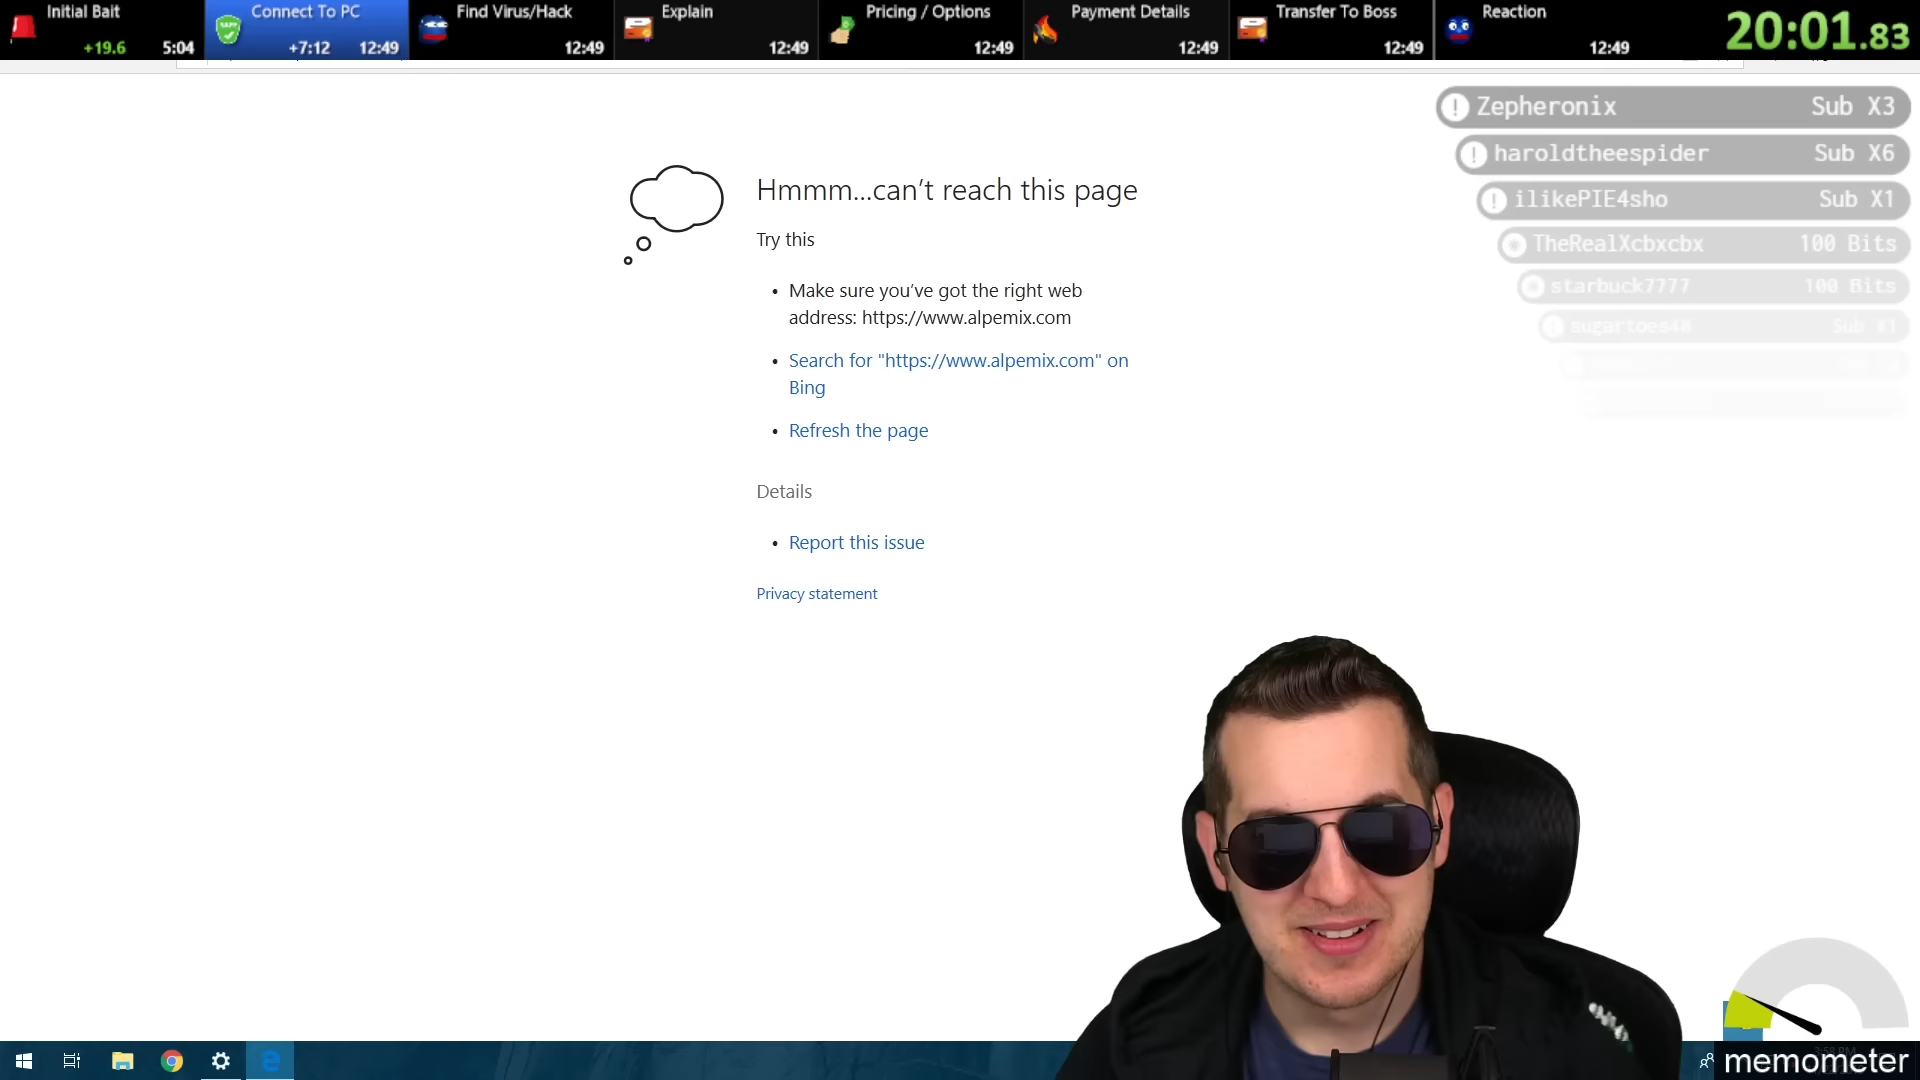 Initial Bait
+19.6 5:04
Connect To PC
+7:12 12:49
Find Virus/Hack
12:49
Explain
12:49
Pricing / Options
12:49
Payment Details
12:49
Transfer To Boss
12:49
Reaction
12:49
20:01.83
Zepheronix Sub X3
haroldtheespider Sub X6
ilikePIE4sho Sub X1
TheRealXcbxcbx 100 Bits
starbuck7777 100 Bits
Sub X1
Hmmm...can’t reach this page
Try this
• Make sure you’ve got the right web
address: https://www.alpemix.com
• Search for "https://www.alpemix.com" on
Bing
• Refresh the page
Details
• Report this issue
Privacy statement
memometer